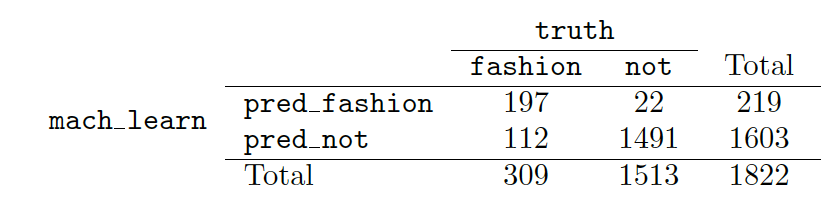 truth
fashion not Total
mach_learn
pred_fashion 197 22 219
pred_not 112 1491 1603
Total 309 1513 1822